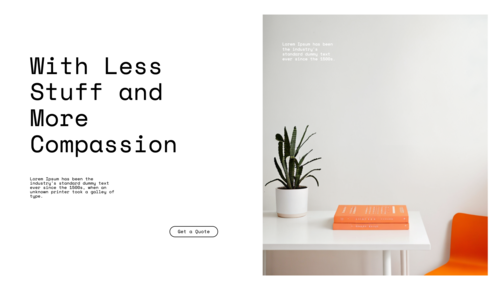 With Less
Stuff and
More
Compassion
Lorem Ipsum has been the
industry's standard dummy text
ever since the 1500s, when an
unknown printer took a galley of
type.
Get a Quote
Lorem Ipsum has been
the industry's
standard dummy text
ever since the 1500s.